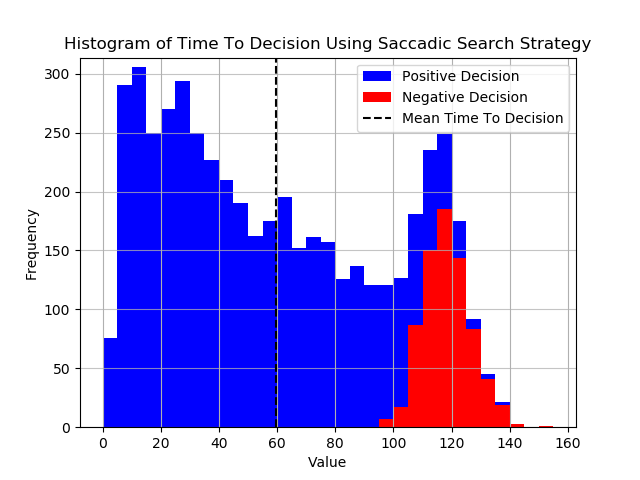 Histogram of Time To Decision Using Saccadic Search Strategy
Positive Decision
Negative Decision
Mean Time To Decision
300
250
200
150
100
50
0
Frequency
0 20 40 60 80 100 120 140 160
Value